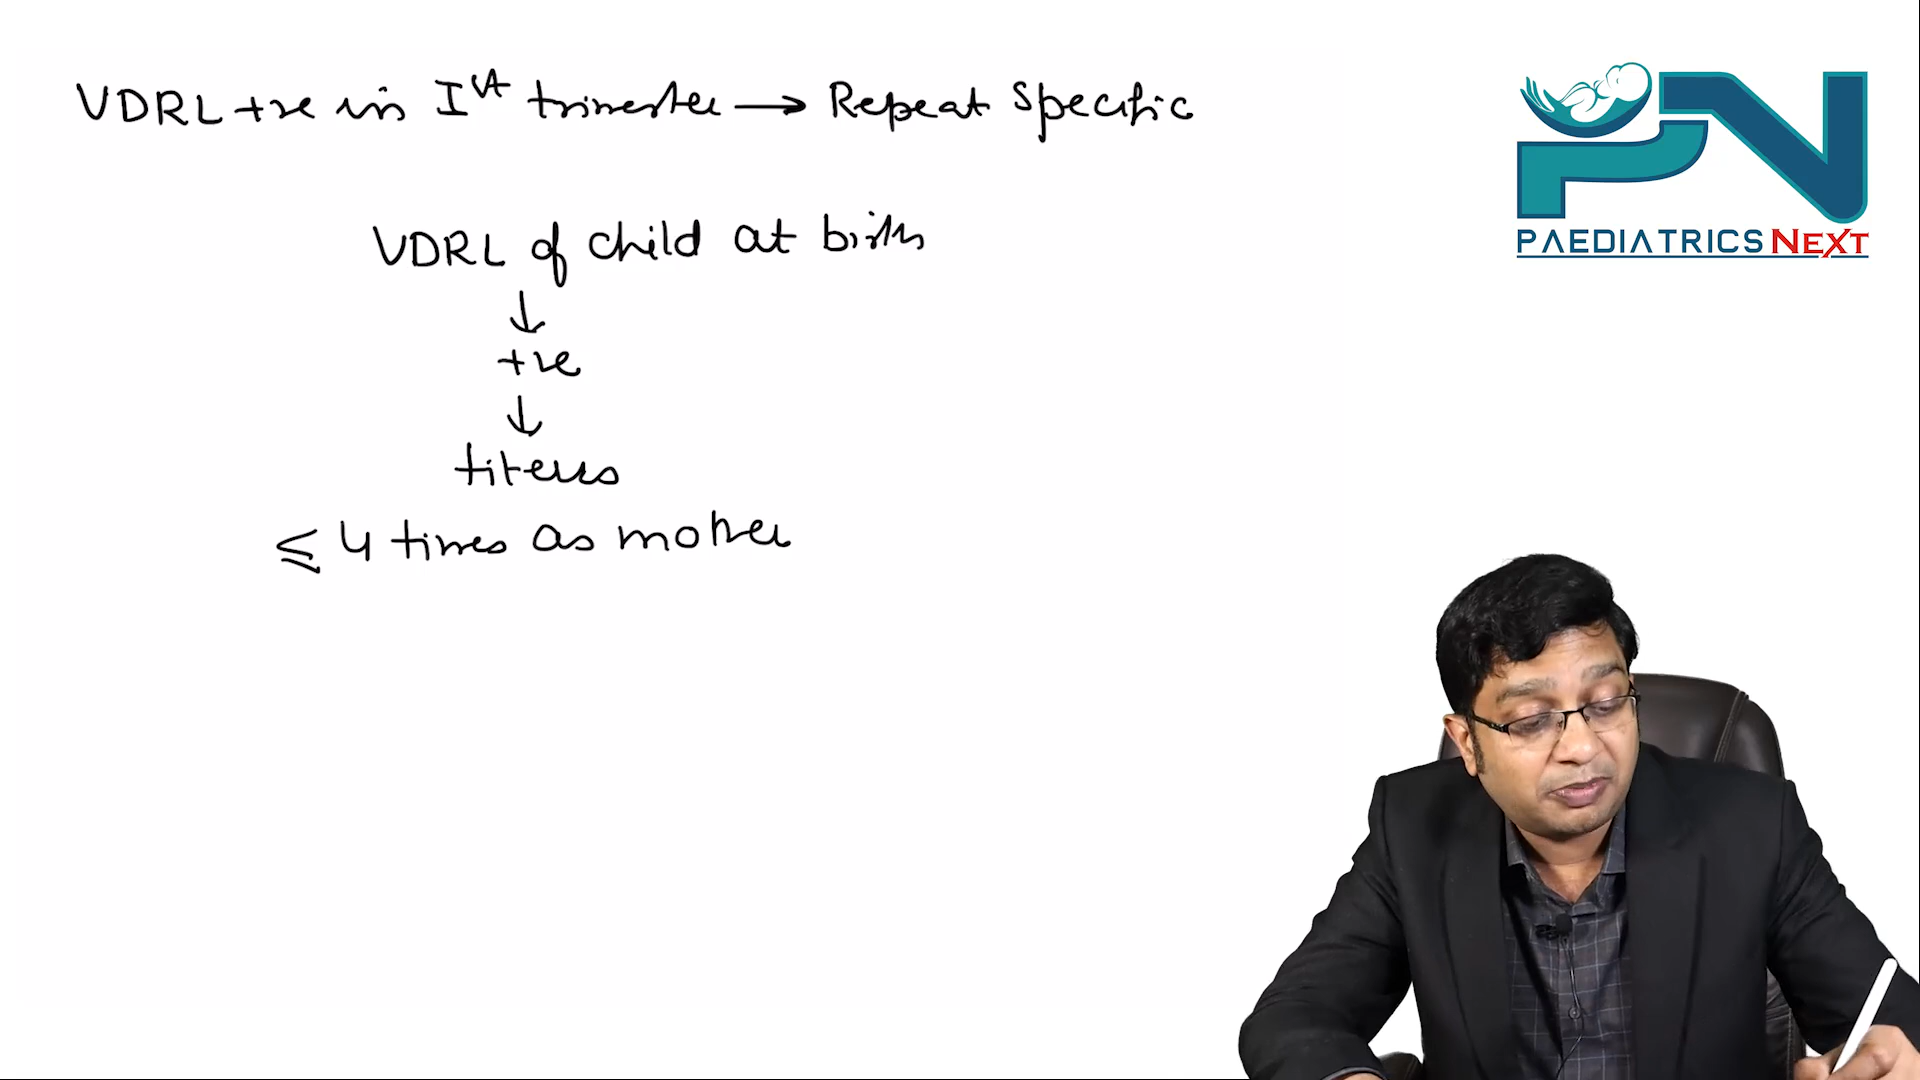 VDRL +ve in Ist trimester → Repeat Specific
VDRL of child at birth
↓
+ve
↓
titers
≤ 4 times as mother
PN
PAEDIATRICS NEXT